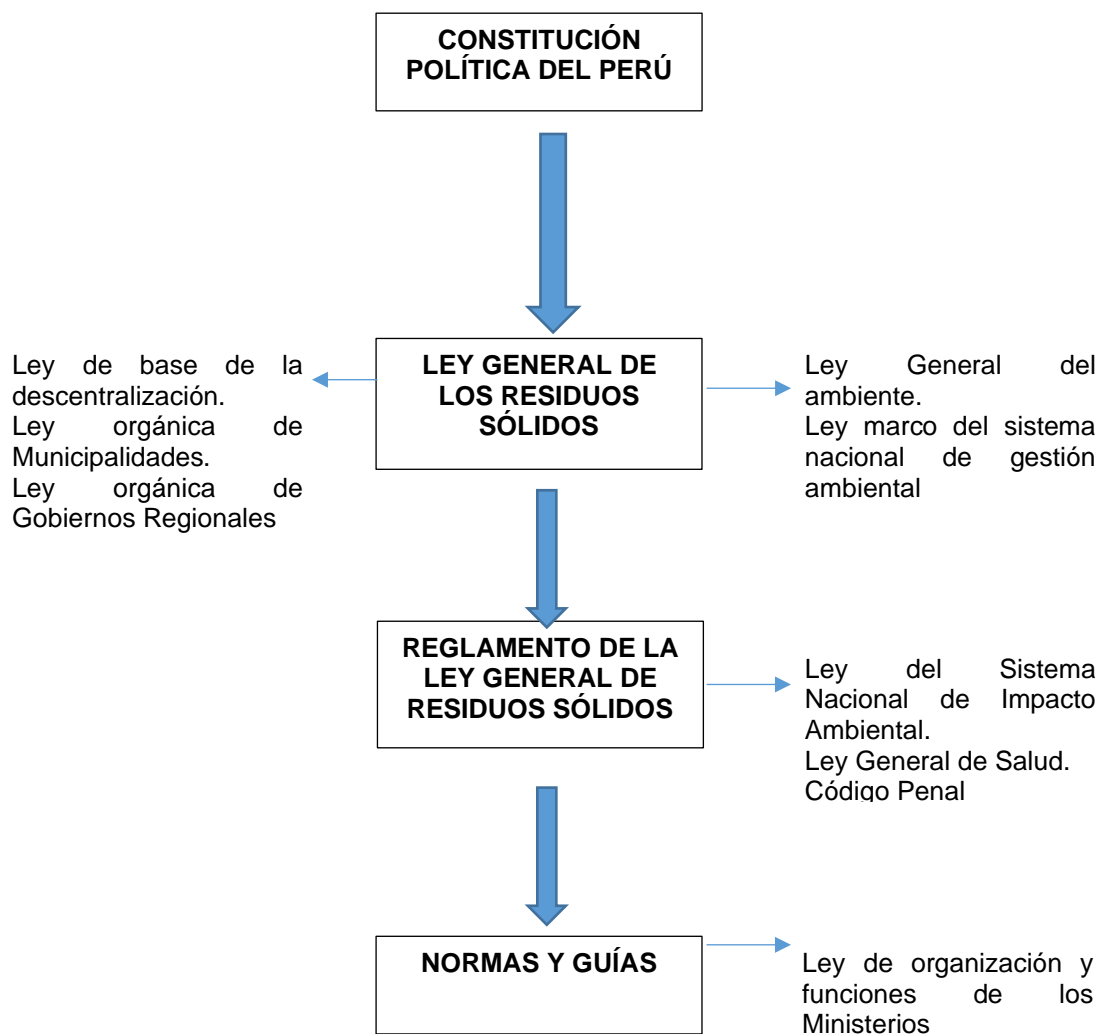 CONSTITUCIÓN
POLÍTICA DEL PERÚ
Ley de base de la
descentralización.
Ley orgánica de
Municipalidades.
Ley orgánica de
Gobiernos Regionales
LEY GENERAL DE
LOS RESIDUOS
SÓLIDOS
Ley General del
ambiente.
Ley marco del sistema
nacional de gestión
ambiental
REGLAMENTO DE LA
LEY GENERAL DE
RESIDUOS SÓLIDOS
Ley del Sistema
Nacional de Impacto
Ambiental.
Ley General de Salud.
Código Penal
NORMAS Y GUÍAS
Ley de organización y
funciones de los
Ministerios